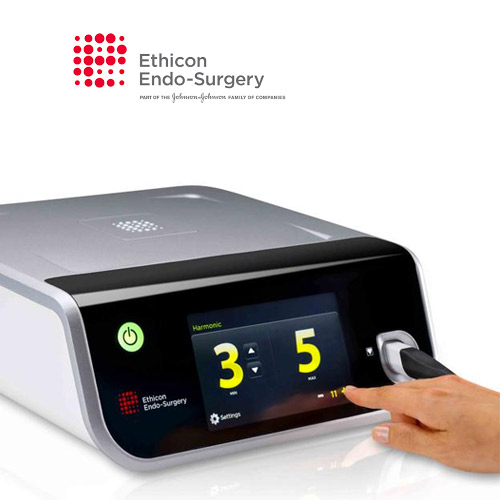 Ethicon
Endo-Surgery
PART OF THE Johnson&Johnson FAMILY OF COMPANIES
Harmonic
3 5
MIN MAX
11
Settings
Ethicon
Endo-Surgery